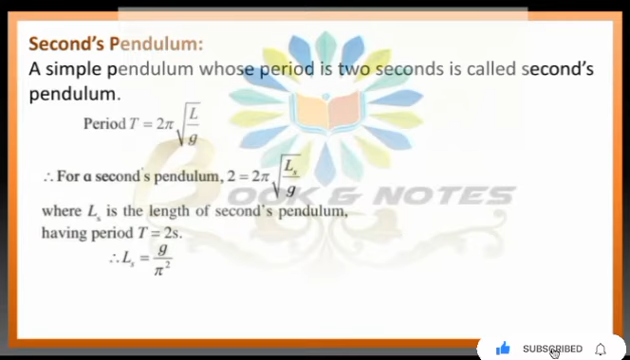 Second's Pendulum:
A simple pendulum whose period is two seconds is called second's
pendulum.
Period T = 2π √(L/g)
∴ For a second's pendulum, 2 = 2π √(Lₛ/g)
BOOK & NOTES
where Lₛ is the length of second's pendulum,
having period T = 2s.
∴ Lₛ = g/π²
SUBSCRIBED